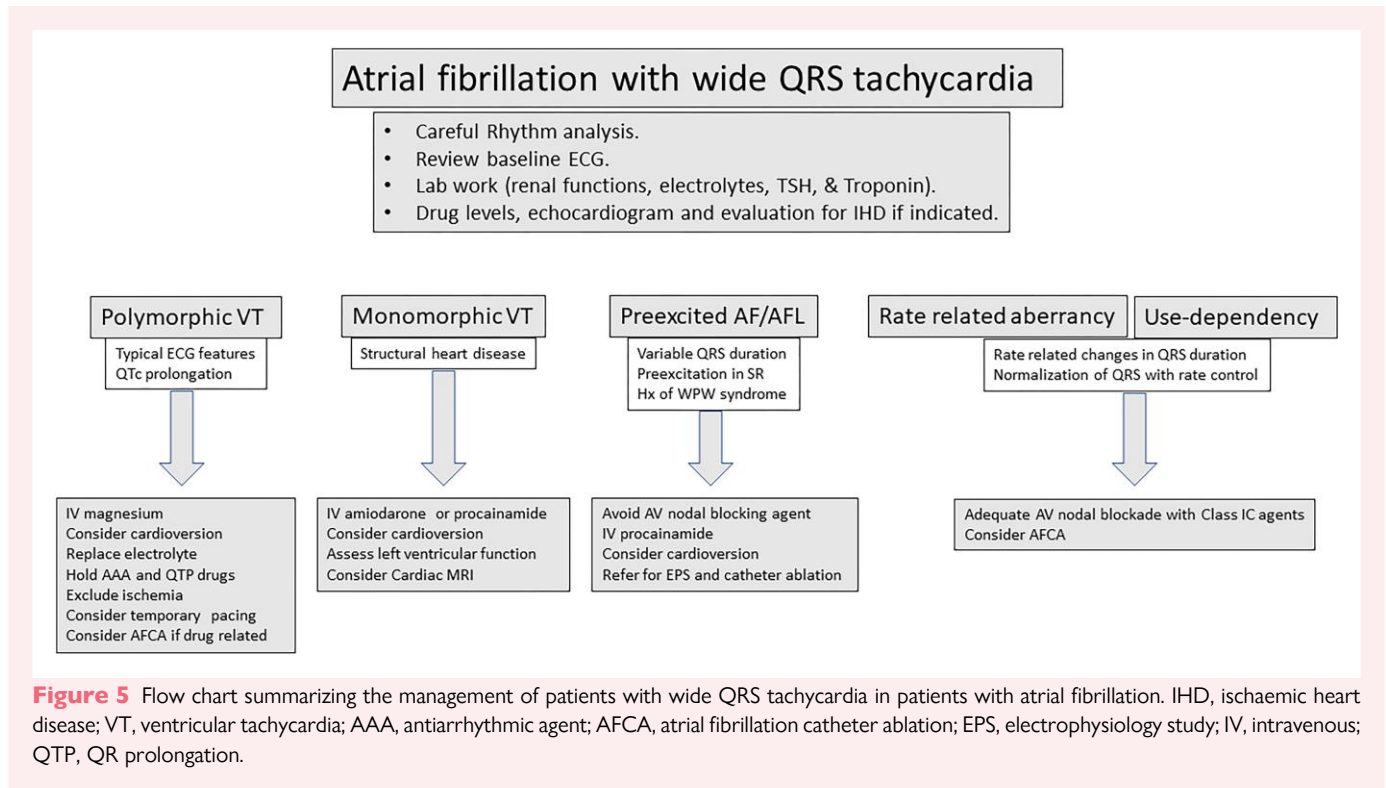 Atrial fibrillation with wide QRS tachycardia
• Careful Rhythm analysis.
• Review baseline ECG.
• Lab work (renal functions, electrolytes, TSH, & Troponin).
• Drug levels, echocardiogram and evaluation for IHD if indicated.
Polymorphic VT
Typical ECG features
QTc prolongation
IV magnesium
Consider cardioversion
Replace electrolyte
Hold AAA and QTP drugs
Exclude ischemia
Consider temporary pacing
Consider AFCA if drug related
Monomorphic VT
Structural heart disease
IV amiodarone or procainamide
Consider cardioversion
Assess left ventricular function
Consider Cardiac MRI
Preexcited AF/AFL
Variable QRS duration
Preexcitation in SR
Hx of WPW syndrome
Avoid AV nodal blocking agent
IV procainamide
Consider cardioversion
Refer for EPS and catheter ablation
Rate related aberrancy
Use-dependency
Rate related changes in QRS duration
Normalization of QRS with rate control
Adequate AV nodal blockade with Class IC agents
Consider AFCA
Figure 5 Flow chart summarizing the management of patients with wide QRS tachycardia in patients with atrial fibrillation. IHD, ischaemic heart
disease; VT, ventricular tachycardia; AAA, antiarrhythmic agent; AFCA, atrial fibrillation catheter ablation; EPS, electrophysiology study; IV, intravenous;
QTP, QR prolongation.